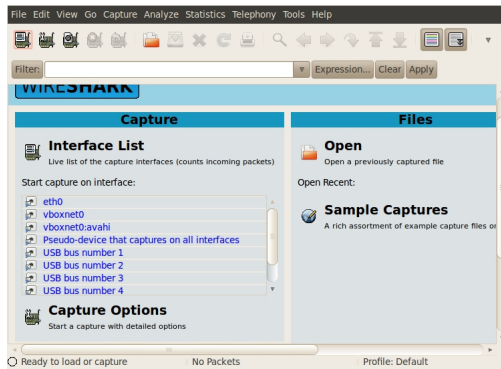 File Edit View Go Capture Analyze Statistics Telephony Tools Help
Filter: Expression... Clear Apply
WIRESHARK
Capture
Interface List
Live list of the capture interfaces (counts incoming packets)
Start capture on interface:
eth0
vboxnet0
vboxnet0:avahi
Pseudo-device that captures on all interfaces
USB bus number 1
USB bus number 2
USB bus number 3
USB bus number 4
Capture Options
Start a capture with detailed options
Files
Open
Open a previously captured file
Open Recent:
Sample Captures
A rich assortment of example capture files or
Ready to load or capture No Packets Profile: Default